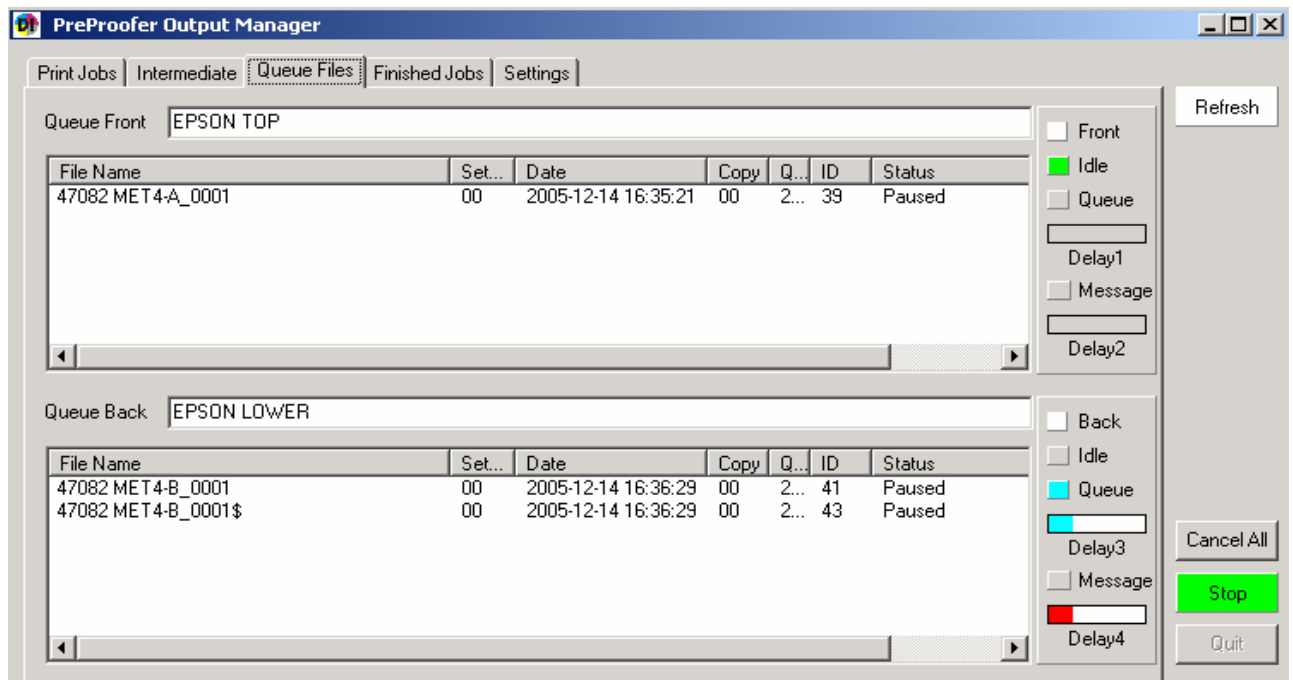 PreProofer Output Manager
Print Jobs Intermediate Queue Files Finished Jobs Settings
Refresh
Queue Front EPSON TOP
File Name Set... Date Copy Q... ID Status
47082 MET4-A_0001 00 2005-12-14 16:35:21 00 2... 39 Paused
Front
Idle
Queue
Delay1
Message
Delay2
Queue Back EPSON LOWER
File Name Set... Date Copy Q... ID Status
47082 MET4-B_0001 00 2005-12-14 16:36:29 00 2... 41 Paused
47082 MET4-B_0001$ 00 2005-12-14 16:36:29 00 2... 43 Paused
Back
Idle
Queue
Delay3
Message
Delay4
Cancel All
Stop
Quit